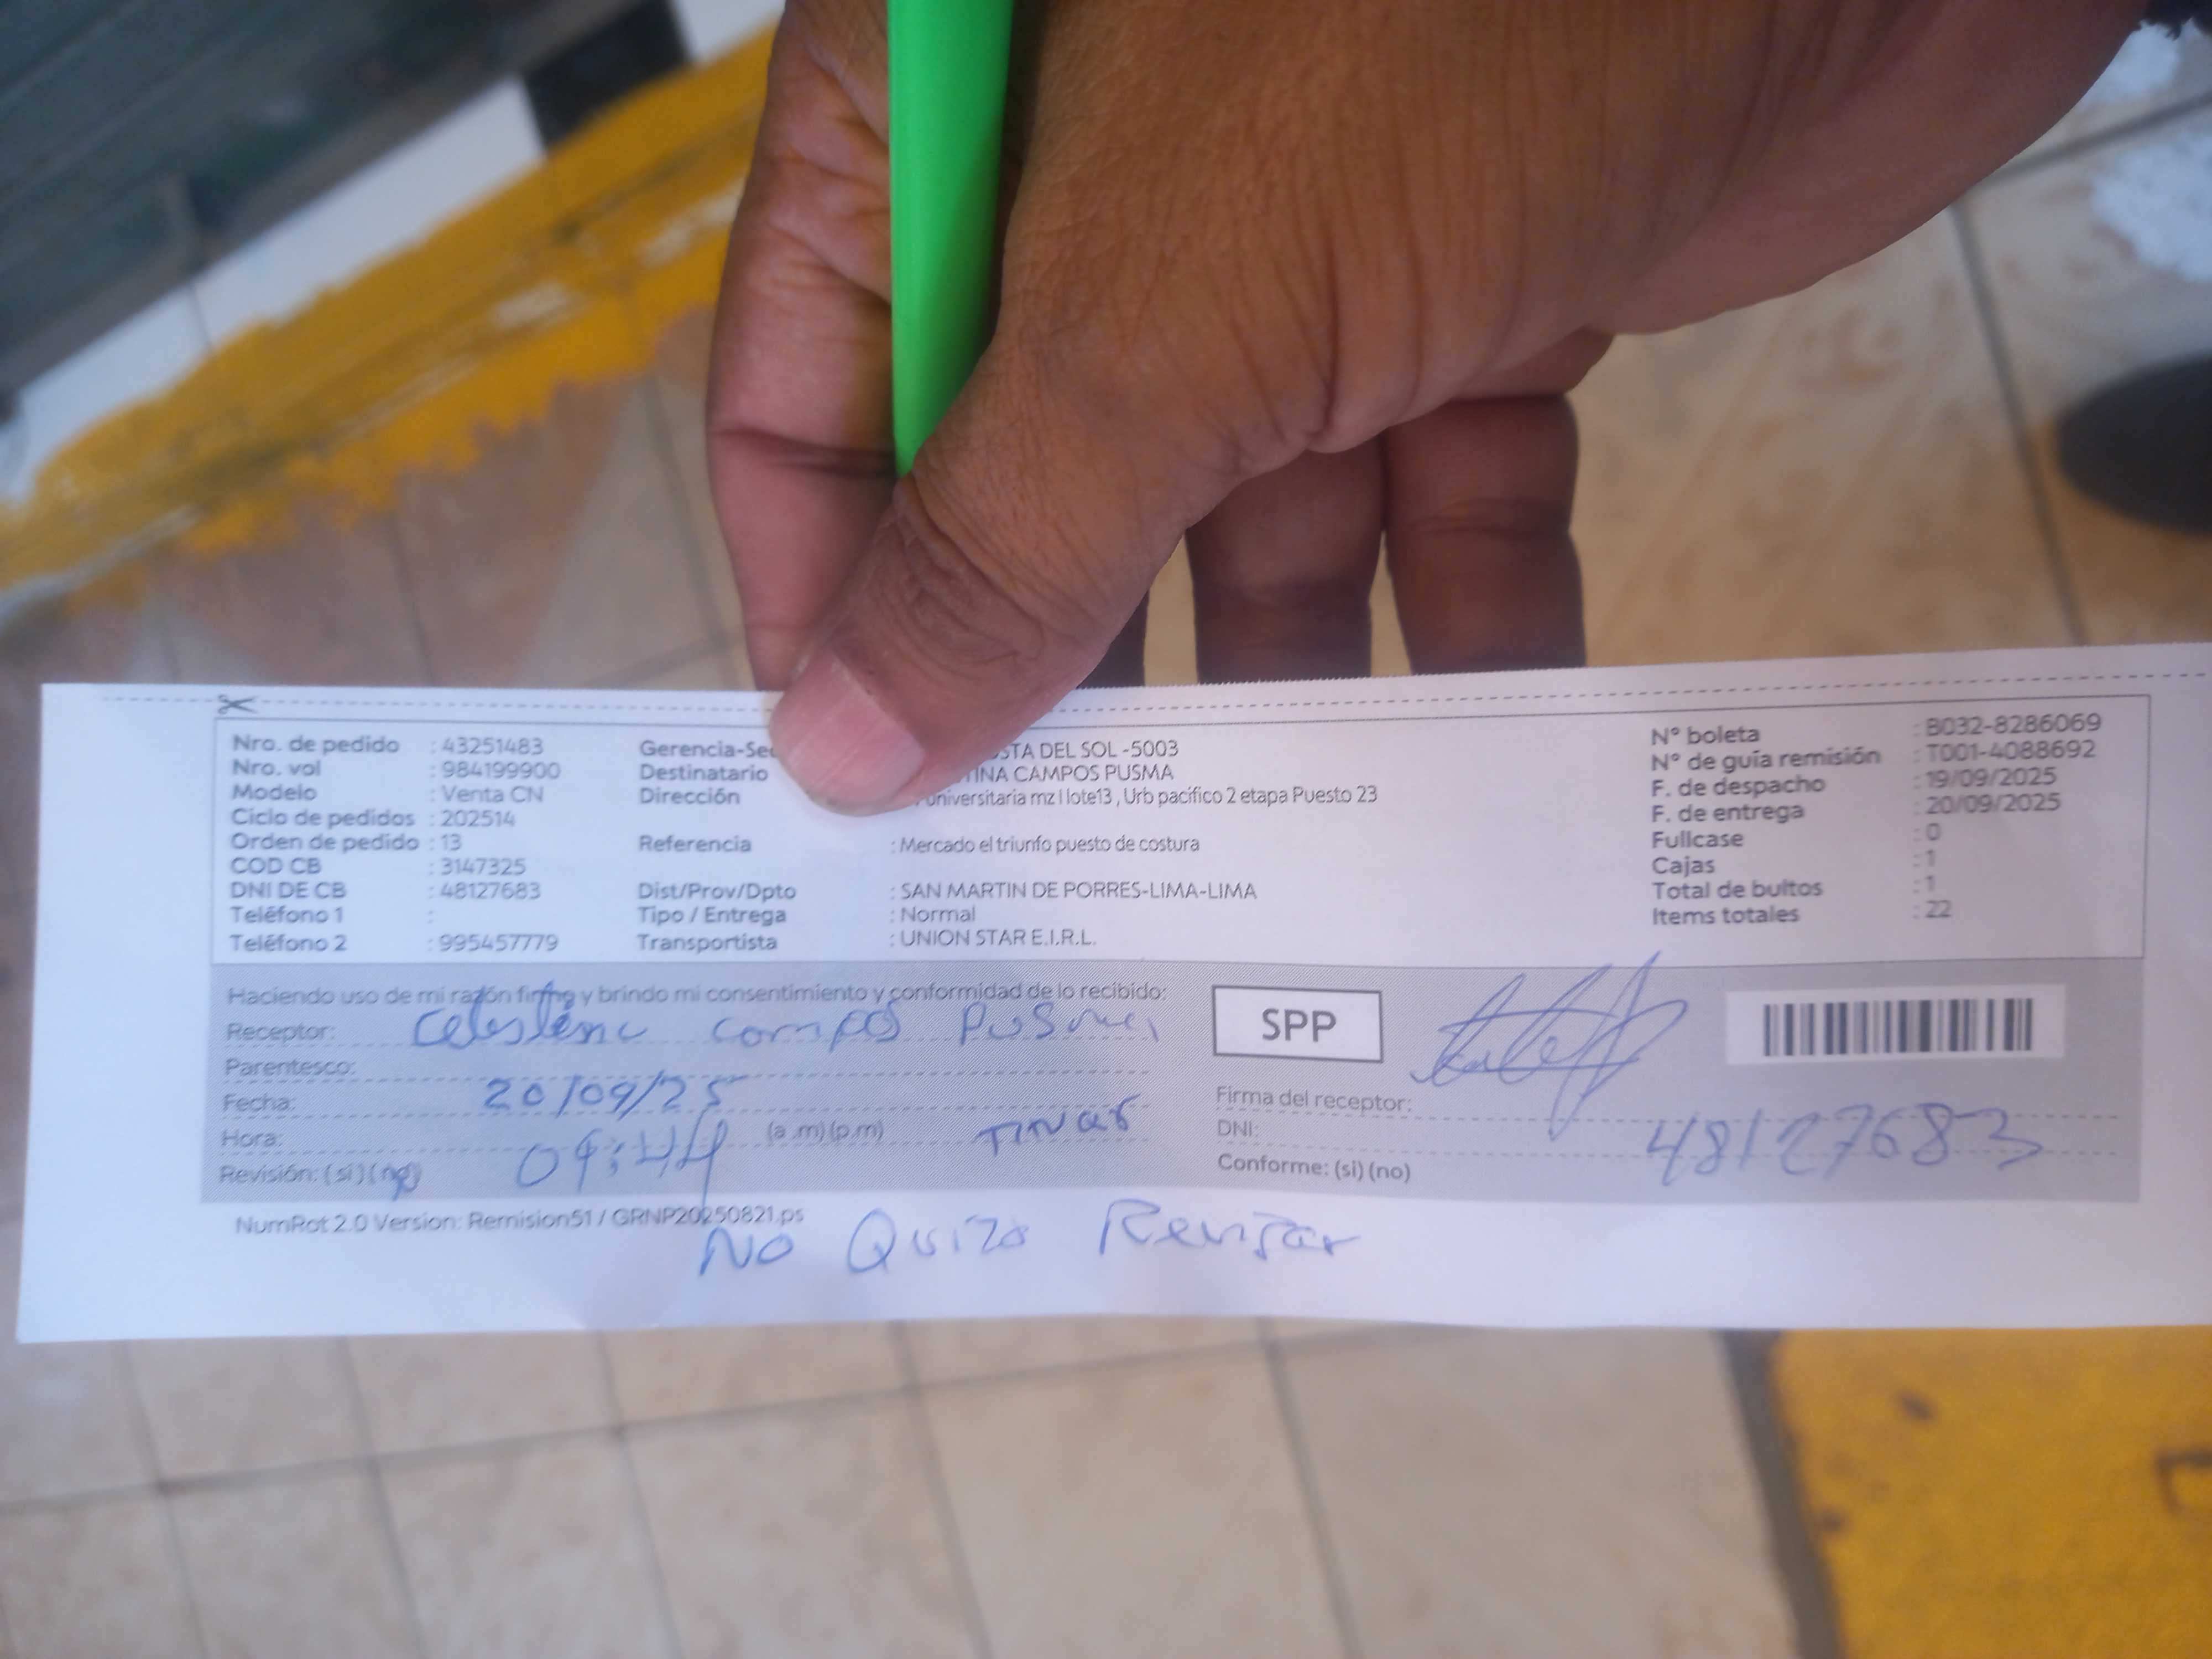 Nro. de pedido : 43251483
Nro. vol : 984199900
Modelo : Venta CN
Ciclo de pedidos : 202514
Orden de pedido : 13
COD CB : 3147325
DNI DE CB : 48127683
Teléfono 1 :
Teléfono 2 : 995457779
Gerencia-Sec STA DEL SOL -5003
Destinatario TINA CAMPOS PUSMA
Dirección universitaria mz I lote13 , Urb pacifico 2 etapa Puesto 23
Referencia : Mercado el triunfo puesto de costura
Dist/Prov/Dpto : SAN MARTIN DE PORRES-LIMA-LIMA
Tipo / Entrega : Normal
Transportista : UNION STAR E.I.R.L.
N° boleta : B032-8286069
N° de guía remisión : T001-4088692
F. de despacho : 19/09/2025
F. de entrega : 20/09/2025
Fullcase : 0
Cajas : 1
Total de bultos : 1
Items totales : 22
Haciendo uso de mi razón firmo y brindo mi consentimiento y conformidad de lo recibido:
Receptor: Celestina campos Pusma
Parentesco:
Fecha: 20/09/25
Hora: 09:44 (a .m) (p.m)
Revisión: (si) (no)
SPP
Firma del receptor:
DNI: 48127683
Conforme: (si) (no)
NumRot 2.0 Version: Remision51 / GRNP20250821.ps
NO Quizo Revizar